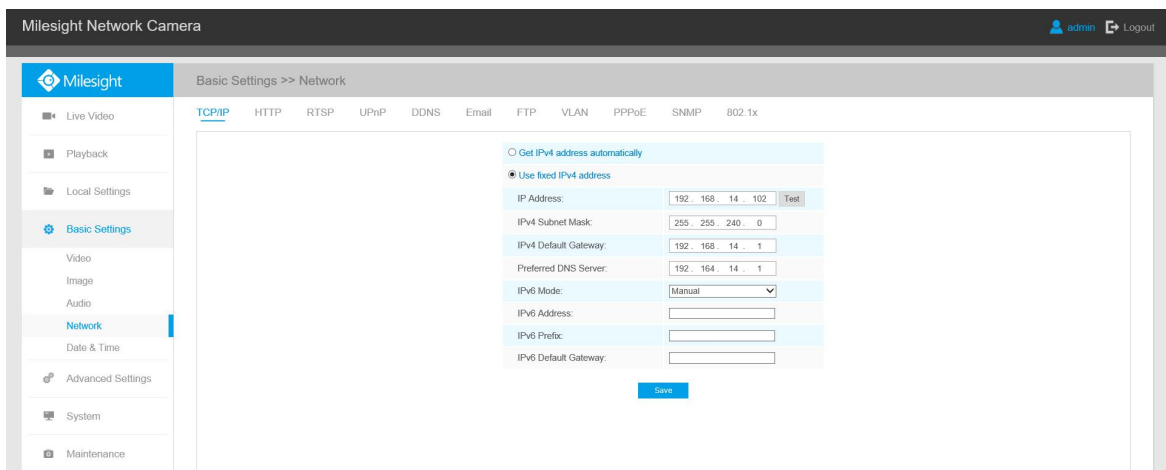 Milesight Network Camera
admin Logout
Milesight
Basic Settings >> Network
Live Video
Playback
Local Settings
Basic Settings
Video
Image
Audio
Network
Date & Time
Advanced Settings
System
Maintenance
TCP/IP HTTP RTSP UPnP DDNS Email FTP VLAN PPPoE SNMP 802.1x
Get IPv4 address automatically
Use fixed IPv4 address
IP Address: 192 . 168 . 14 . 102 Test
IPv4 Subnet Mask: 255 . 255 . 240 . 0
IPv4 Default Gateway: 192 . 168 . 14 . 1
Preferred DNS Server: 192 . 164 . 14 . 1
IPv6 Mode: Manual
IPv6 Address:
IPv6 Prefix:
IPv6 Default Gateway:
Save